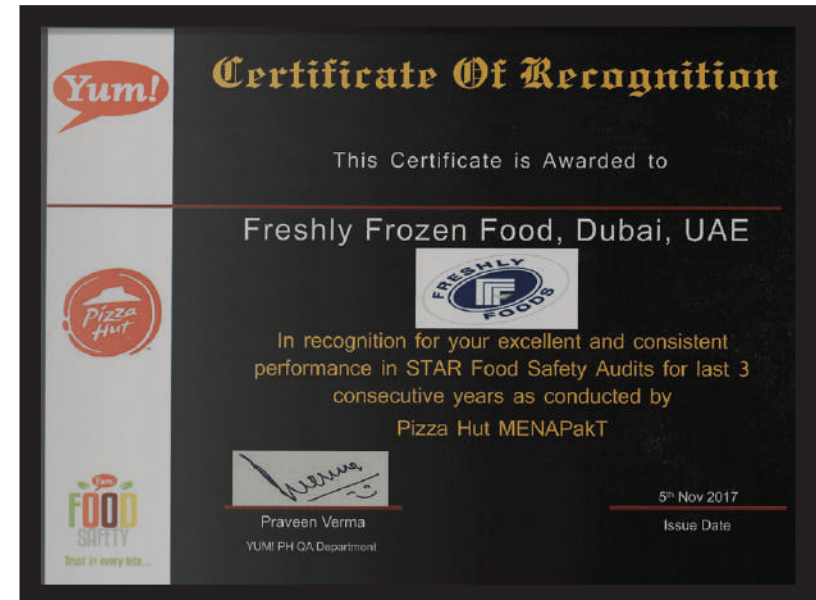 Yum!
Certificate Of Recognition
This Certificate is Awarded to
Freshly Frozen Food, Dubai, UAE
FRESHLY
FOODS
Pizza
Hut
In recognition for your excellent and consistent
performance in STAR Food Safety Audits for last 3
consecutive years as conducted by
Pizza Hut MENAPakT
Verma
Praveen Verma
YUM! PH QA Department
5th Nov 2017
Issue Date
Yum!
FOOD
SAFETY
Trust in every bite...